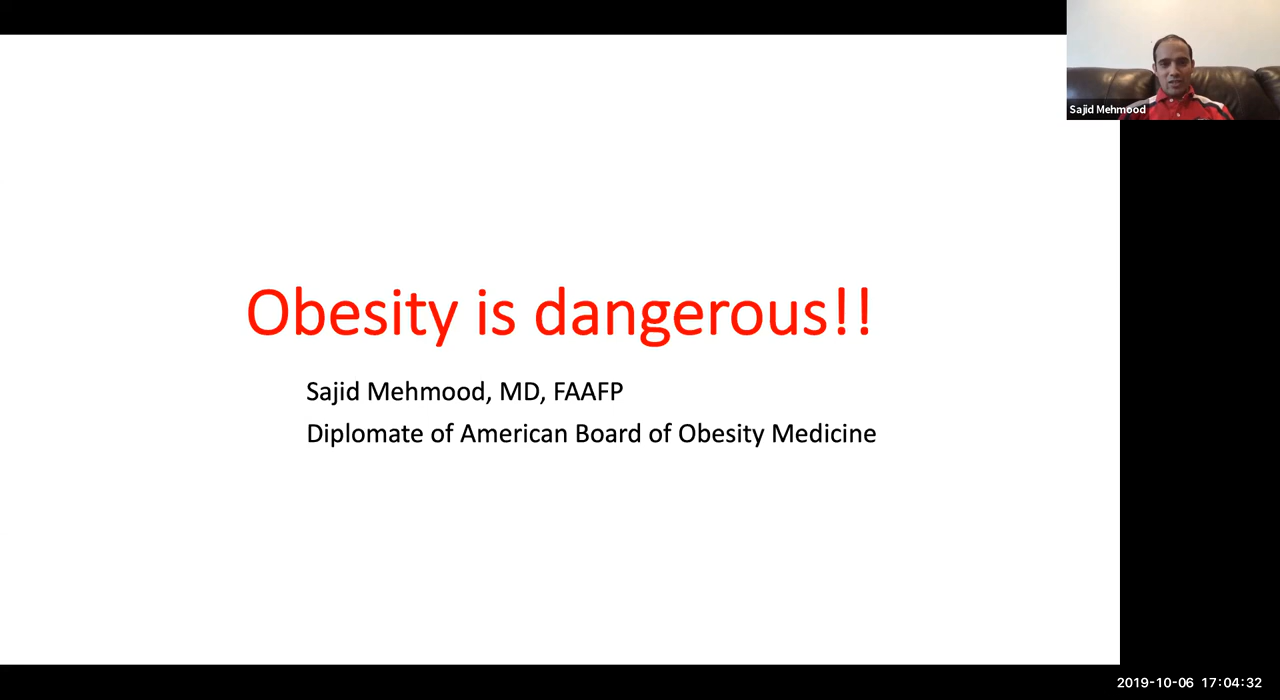 Sajid Mehmood
Obesity is dangerous!!
Sajid Mehmood, MD, FAAFP
Diplomate of American Board of Obesity Medicine
2019-10-06 17:04:32